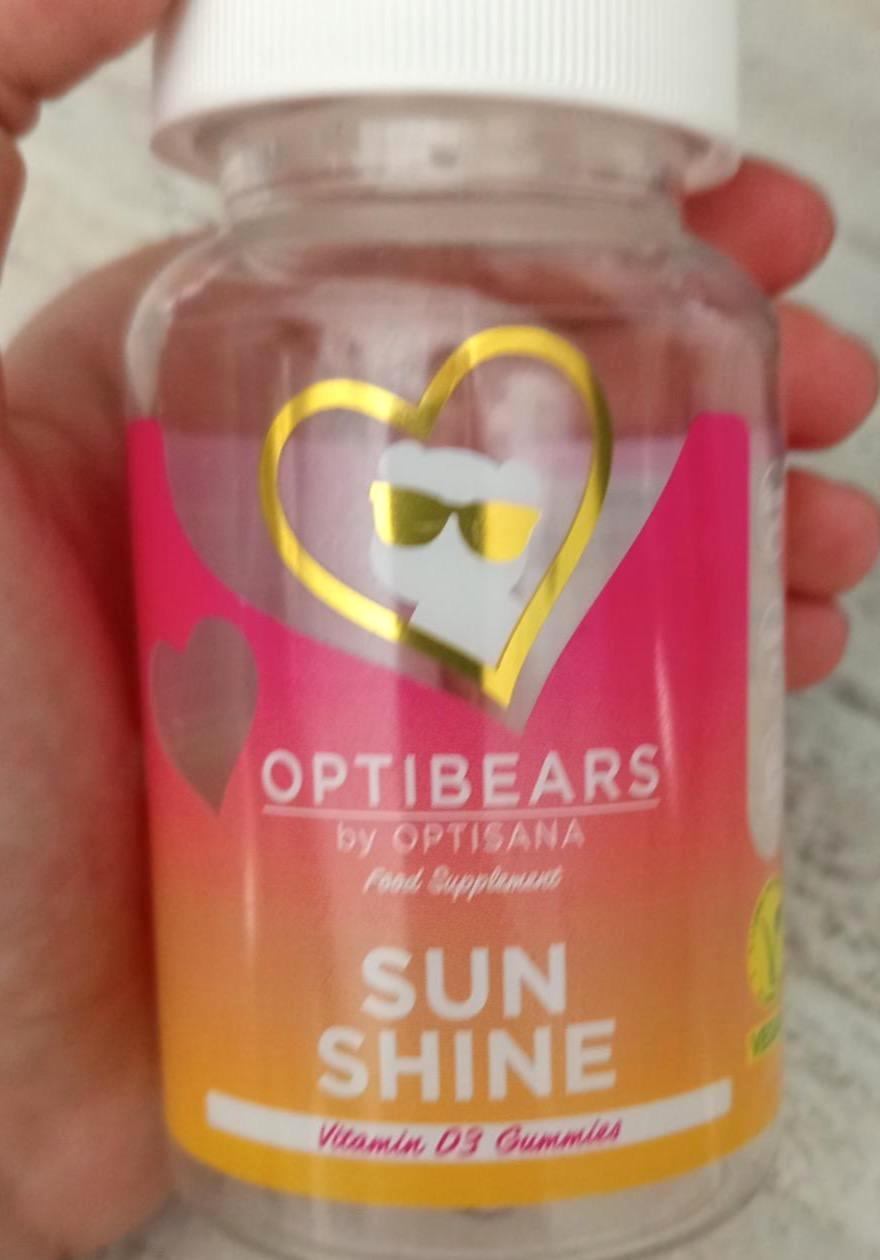 OPTIBEARS
by OPTISANA
Food Supplement
SUN
SHINE
Vitamin D3 Gummies